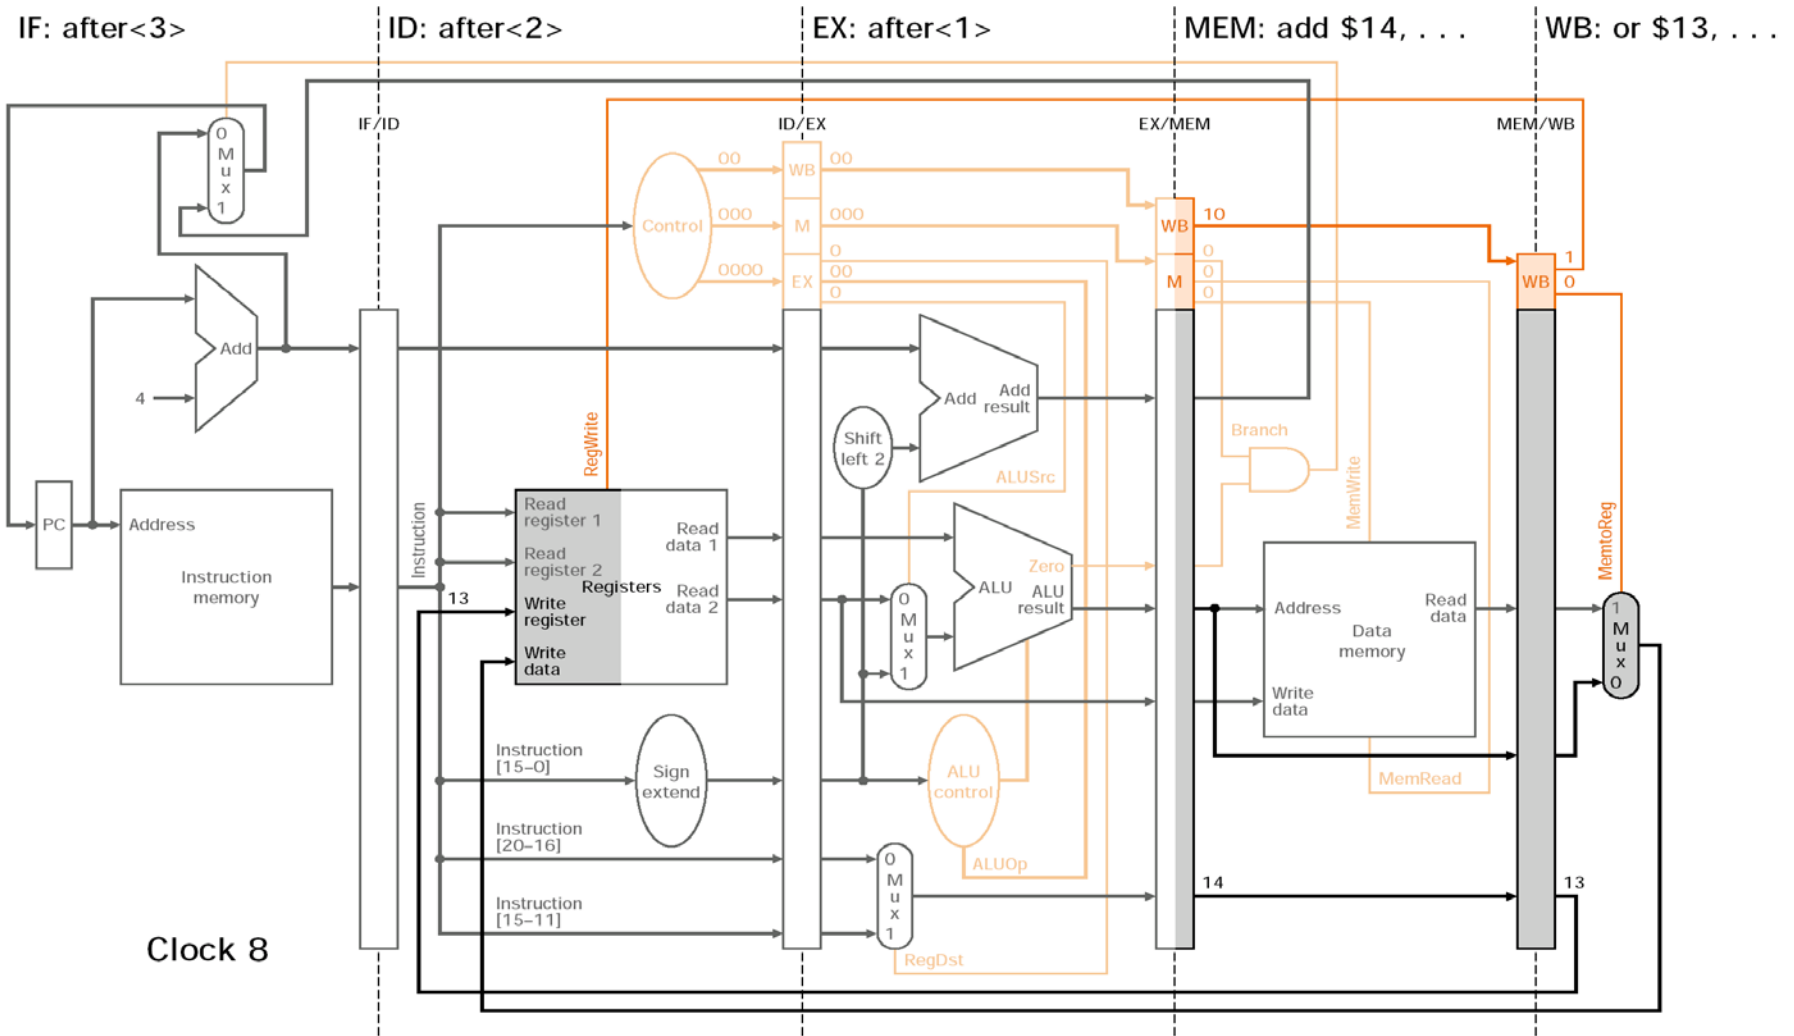 IF: after<3>
ID: after<2>
EX: after<1>
MEM: add $14, . . .
WB: or $13, . . .
IF/ID
ID/EX
EX/MEM
MEM/WB
0
M
u
x
1
Control
00
000
0000
WB
M
EX
00
000
0
00
0
WB
M
10
0
0
0
WB
1
0
Add
4
PC
Address
Instruction
memory
Instruction
RegWrite
Read
register 1
Read
register 2
13
Registers
Write
register
Write
data
Read
data 1
Read
data 2
Shift
left 2
Add
Add
result
ALUSrc
0
M
u
x
1
ALU
Zero
ALU
result
Branch
MemWrite
Address
Read
data
Data
memory
Write
data
MemRead
MemtoReg
1
M
u
x
0
Instruction
[15–0]
Sign
extend
ALU
control
ALUOp
Instruction
[20–16]
Instruction
[15–11]
0
M
u
x
1
RegDst
14
13
Clock 8